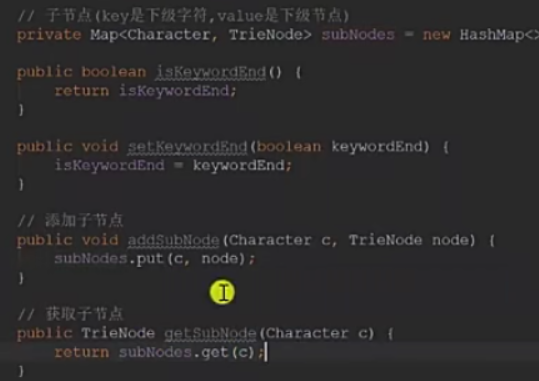 // 子节点(key是下级字符,value是下级节点)
private Map<Character, TrieNode> subNodes = new HashMap<>
public boolean isKeywordEnd() {
return isKeywordEnd;
}
public void setKeywordEnd(boolean keywordEnd) {
isKeywordEnd = keywordEnd;
}
// 添加子节点
public void addSubNode(Character c, TrieNode node) {
subNodes.put(c, node);
}
// 获取子节点
public TrieNode getSubNode(Character c) {
return subNodes.get(c);
}